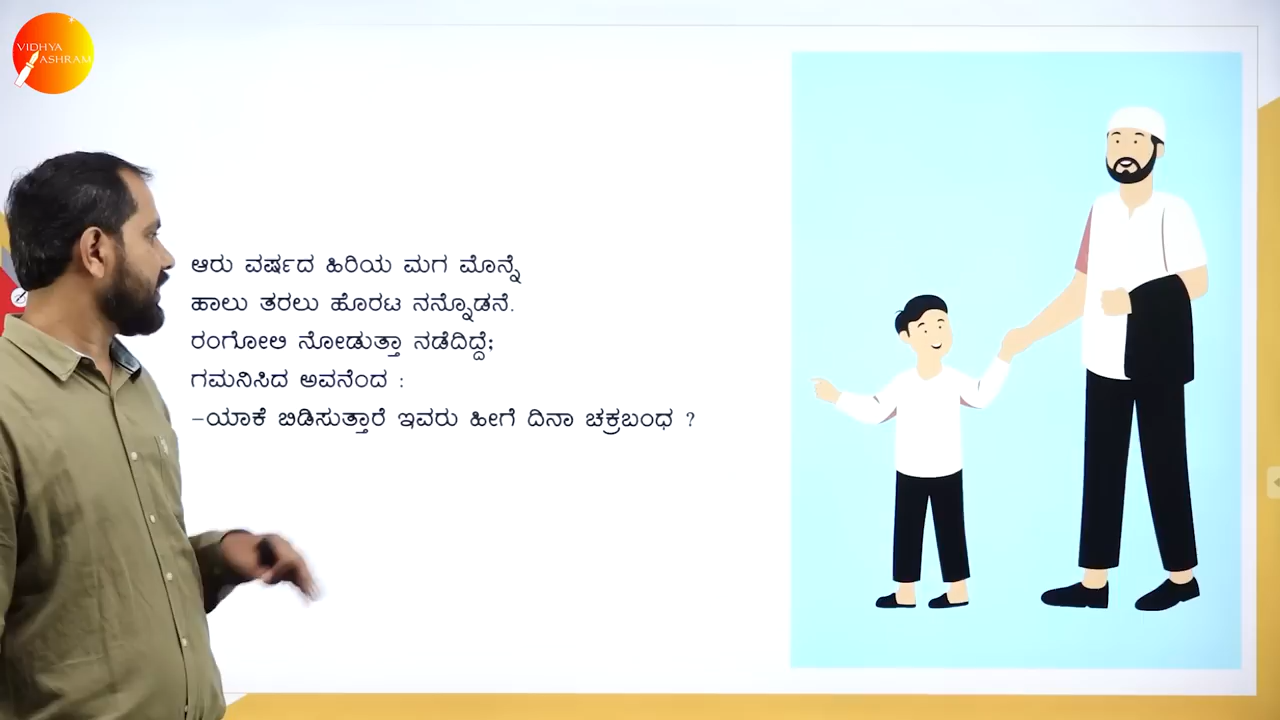 VIDHYA
ASHRAM
ಆರು ವರ್ಷದ ಹಿರಿಯ ಮಗ ಮೊನ್ನೆ
ಹಾಲು ತರಲು ಹೊರಟ ನನ್ನೊಡನೆ.
ರಂಗೋಲಿ ನೋಡುತ್ತಾ ನಡೆದಿದ್ದೆ;
ಗಮನಿಸಿದ ಅವನೆಂದ :
–ಯಾಕೆ ಬಿಡಿಸುತ್ತಾರೆ ಇವರು ಹೀಗೆ ದಿನಾ ಚಕ್ರಬಂಧ ?